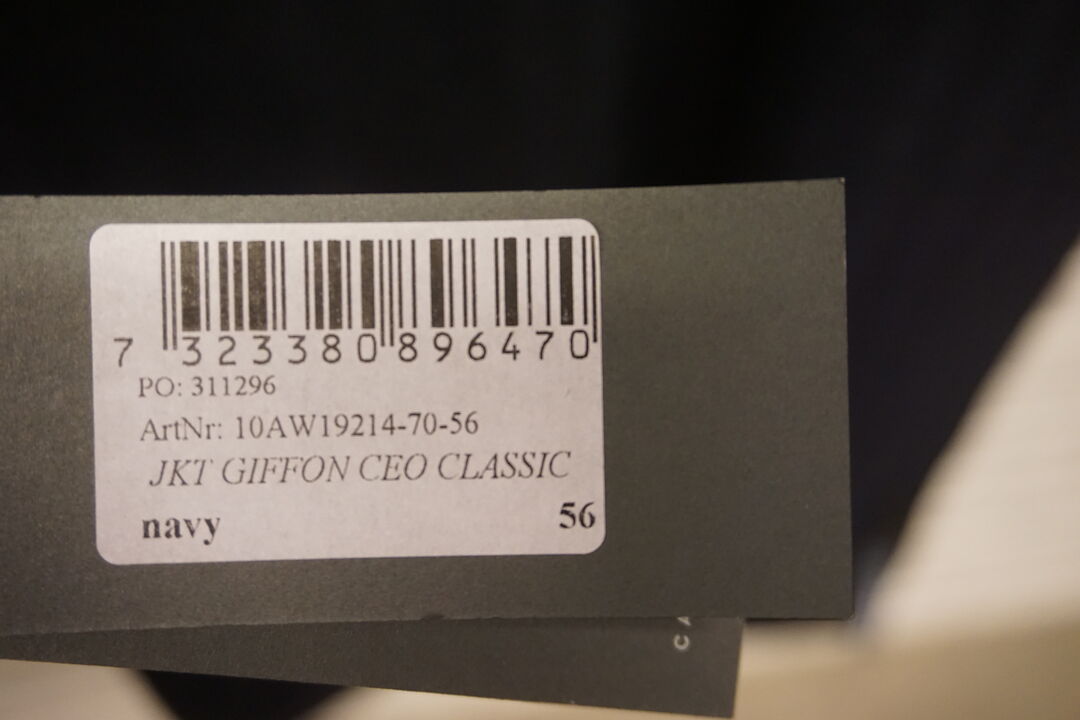 7 323380 896470
PO: 311296
ArtNr: 10AW19214-70-56
JKT GIFFON CEO CLASSIC
navy 56